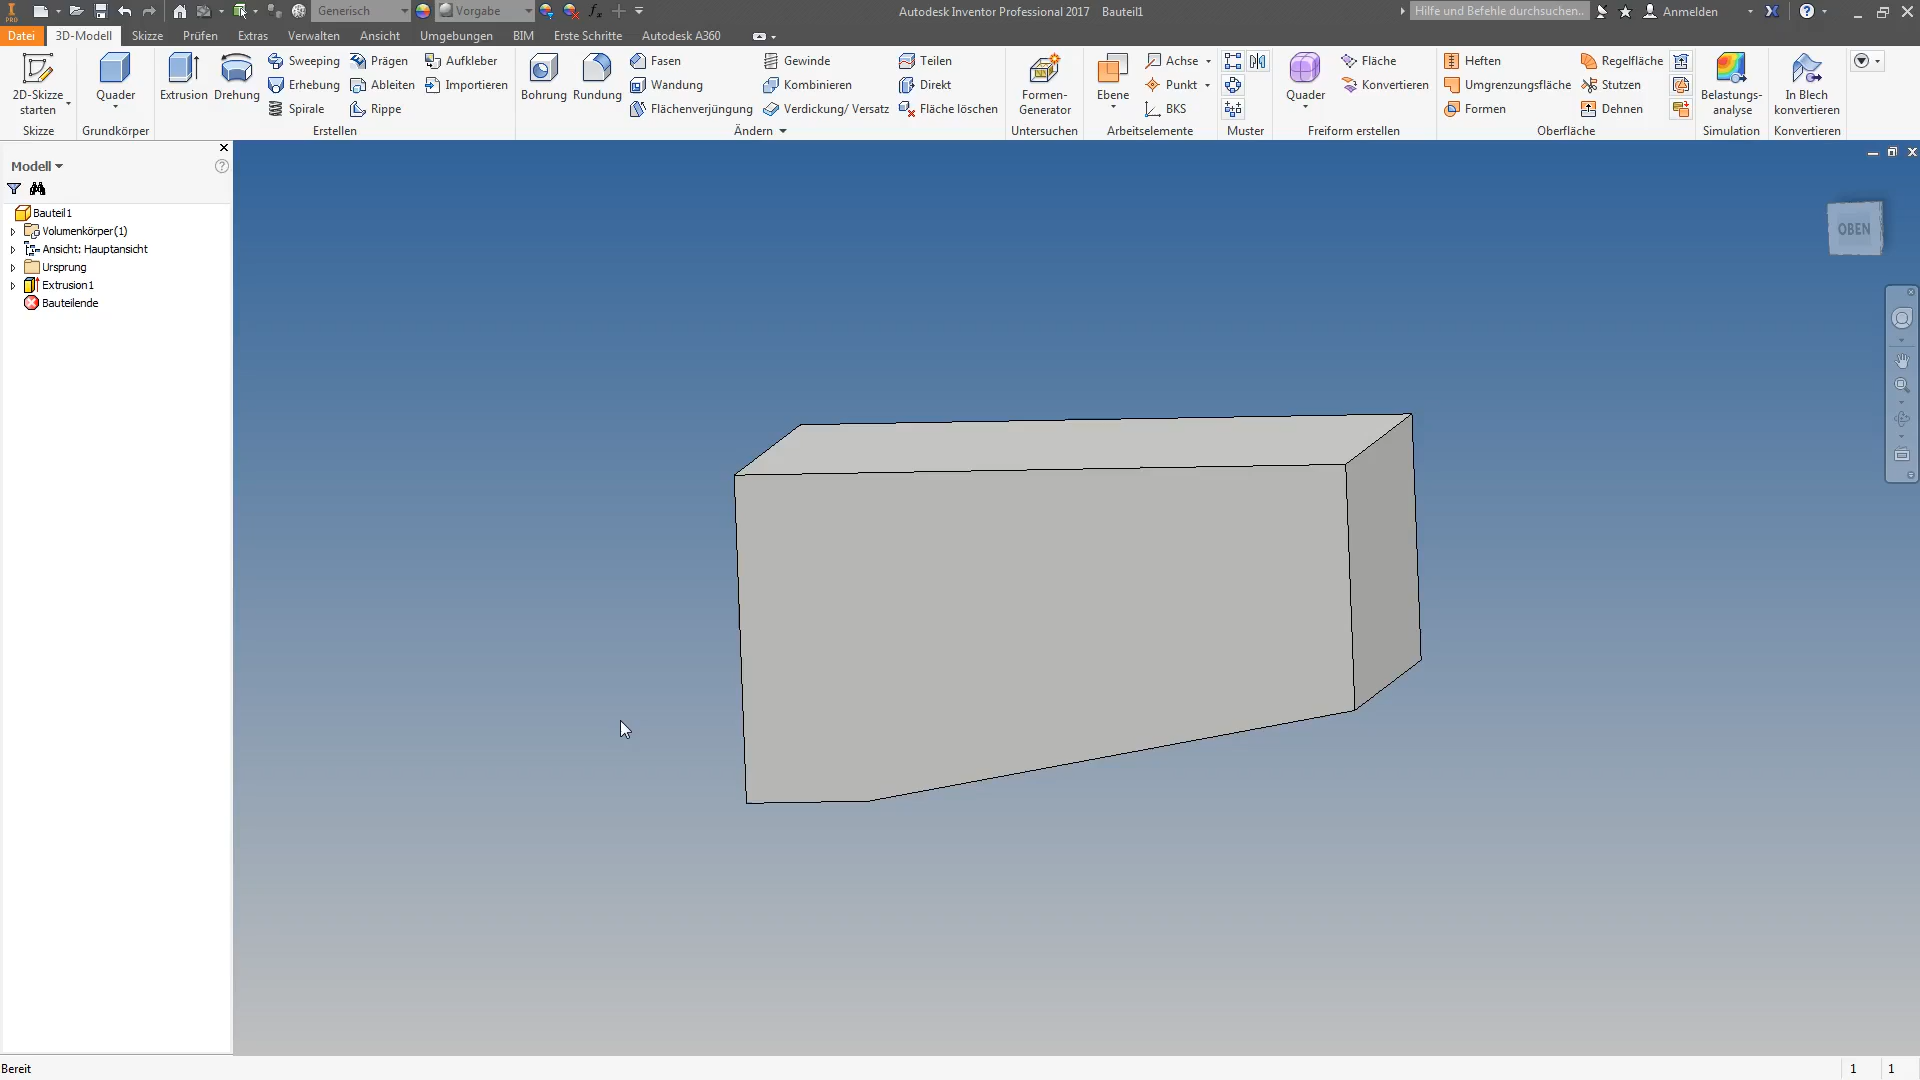 PRO Generisch Vorgabe fx Autodesk Inventor Professional 2017 Bauteil1 Hilfe und Befehle durchsuchen... Anmelden
Datei 3D-Modell Skizze Prüfen Extras Verwalten Ansicht Umgebungen BIM Erste Schritte Autodesk A360
2D-Skizze starten
Skizze
Quader
Grundkörper
Extrusion
Drehung
Sweeping
Erhebung
Spirale
Prägen
Ableiten
Rippe
Aufkleber
Importieren
Erstellen
Bohrung
Rundung
Fasen
Wandung
Flächenverjüngung
Gewinde
Kombinieren
Verdickung/ Versatz
Teilen
Direkt
Fläche löschen
Ändern
Formen-
Generator
Untersuchen
Ebene
Achse
Punkt
BKS
Arbeitselemente
Muster
Quader
Fläche
Konvertieren
Freiform erstellen
Heften
Umgrenzungsfläche
Formen
Regelfläche
Stutzen
Dehnen
Oberfläche
Belastungs-
analyse
Simulation
In Blech
konvertieren
Konvertieren
Modell
Bauteil1
Volumenkörper(1)
Ansicht: Hauptansicht
Ursprung
Extrusion1
Bauteilende
OBEN
Bereit
1 1